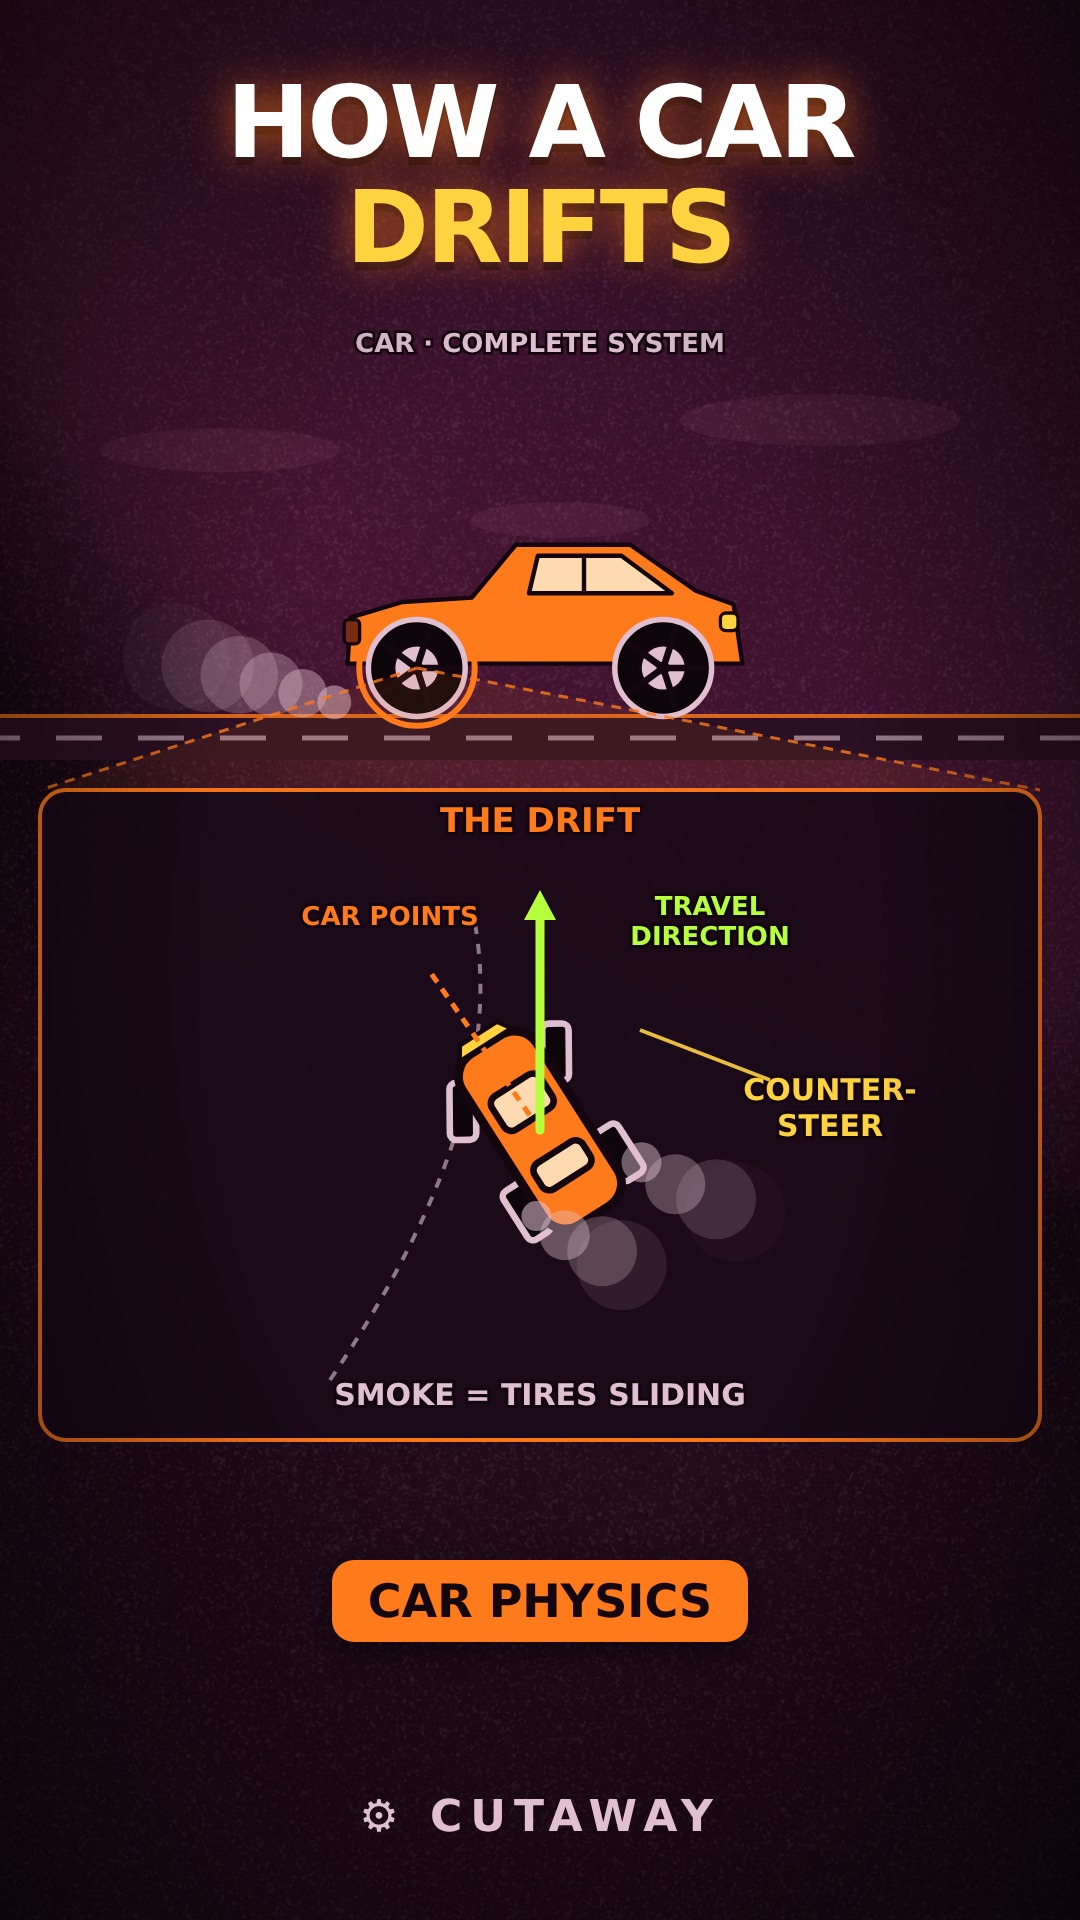 HOW A CAR
DRIFTS
CAR · COMPLETE SYSTEM
THE DRIFT
CAR POINTS
TRAVEL
DIRECTION
COUNTER-
STEER
SMOKE = TIRES SLIDING
CAR PHYSICS
⚙ CUTAWAY